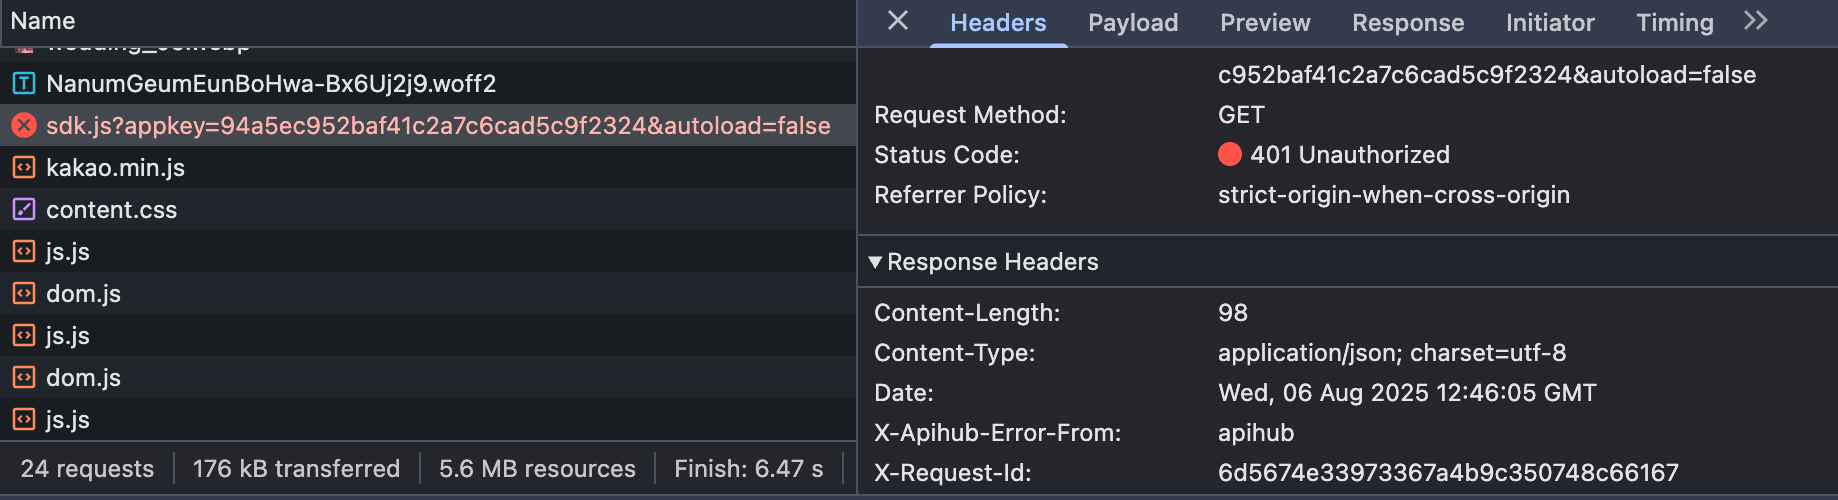 Name
NanumGeumEunBoHwa-Bx6Uj2j9.woff2
sdk.js?appkey=94a5ec952baf41c2a7c6cad5c9f2324&autoload=false
kakao.min.js
content.css
js.js
dom.js
js.js
dom.js
js.js
24 requests
176 kB transferred
5.6 MB resources
Finish: 6.47 s
Headers Payload Preview Response Initiator Timing
c952baf41c2a7c6cad5c9f2324&autoload=false
Request Method: GET
Status Code: 401 Unauthorized
Referrer Policy: strict-origin-when-cross-origin
Response Headers
Content-Length: 98
Content-Type: application/json; charset=utf-8
Date: Wed, 06 Aug 2025 12:46:05 GMT
X-Apihub-Error-From: apihub
X-Request-Id: 6d5674e33973367a4b9c350748c66167